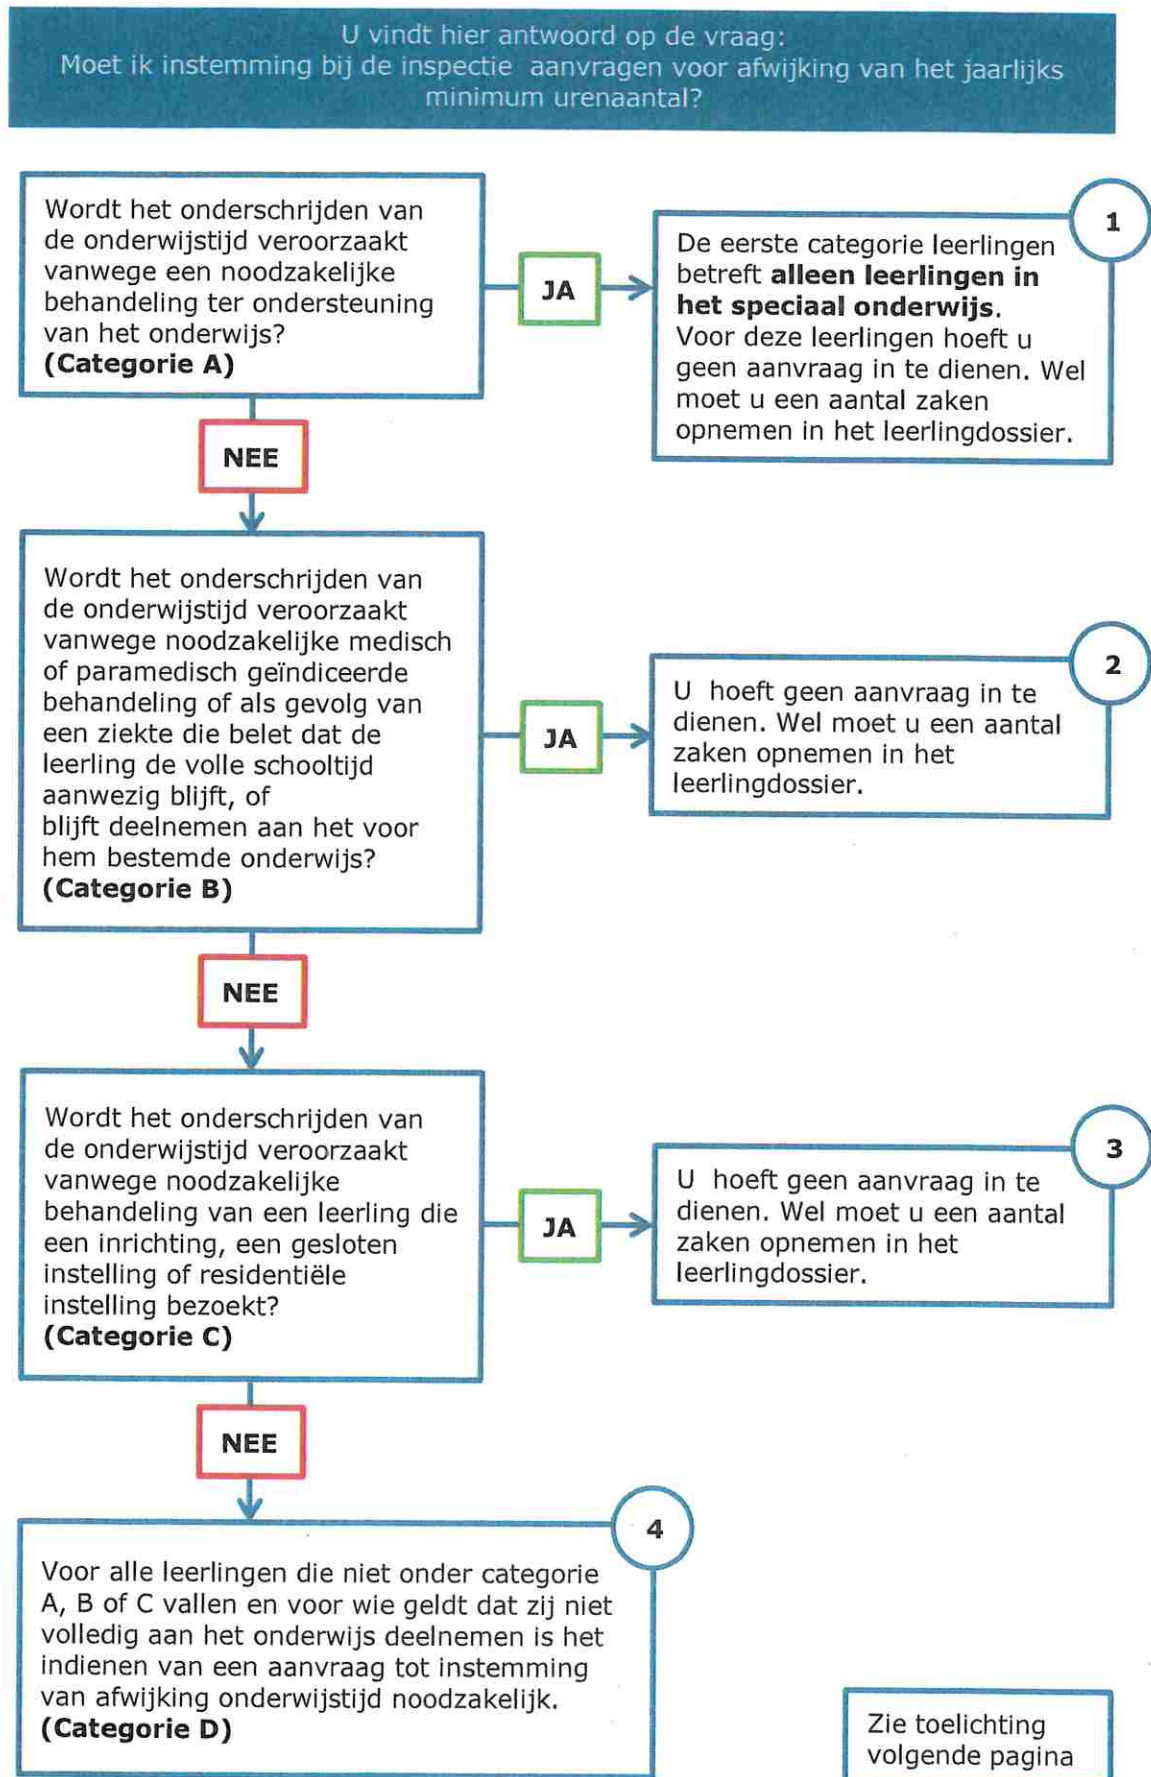 U vindt hier antwoord op de vraag:
Moet ik instemming bij de inspectie aanvragen voor afwijking van het jaarlijks
minimum urenaantal?
Wordt het onderschrijden van
de onderwijstijd veroorzaakt
vanwege een noodzakelijke
behandeling ter ondersteuning
van het onderwijs?
(Categorie A)
JA
1
De eerste categorie leerlingen
betreft alleen leerlingen in
het speciaal onderwijs.
Voor deze leerlingen hoeft u
geen aanvraag in te dienen. Wel
moet u een aantal zaken
opnemen in het leerlingdossier.
NEE
Wordt het onderschrijden van
de onderwijstijd veroorzaakt
vanwege noodzakelijke medisch
of paramedisch geïndiceerde
behandeling of als gevolg van
een ziekte die belet dat de
leerling de volle schooltijd
aanwezig blijft, of
blijft deelnemen aan het voor
hem bestemde onderwijs?
(Categorie B)
JA
2
U hoeft geen aanvraag in te
dienen. Wel moet u een aantal
zaken opnemen in het
leerlingdossier.
NEE
Wordt het onderschrijden van
de onderwijstijd veroorzaakt
vanwege noodzakelijke
behandeling van een leerling die
een inrichting, een gesloten
instelling of residentiële
instelling bezoekt?
(Categorie C)
JA
3
U hoeft geen aanvraag in te
dienen. Wel moet u een aantal
zaken opnemen in het
leerlingdossier.
NEE
4
Voor alle leerlingen die niet onder categorie
A, B of C vallen en voor wie geldt dat zij niet
volledig aan het onderwijs deelnemen is het
indienen van een aanvraag tot instemming
van afwijking onderwijstijd noodzakelijk.
(Categorie D)
Zie toelichting
volgende pagina